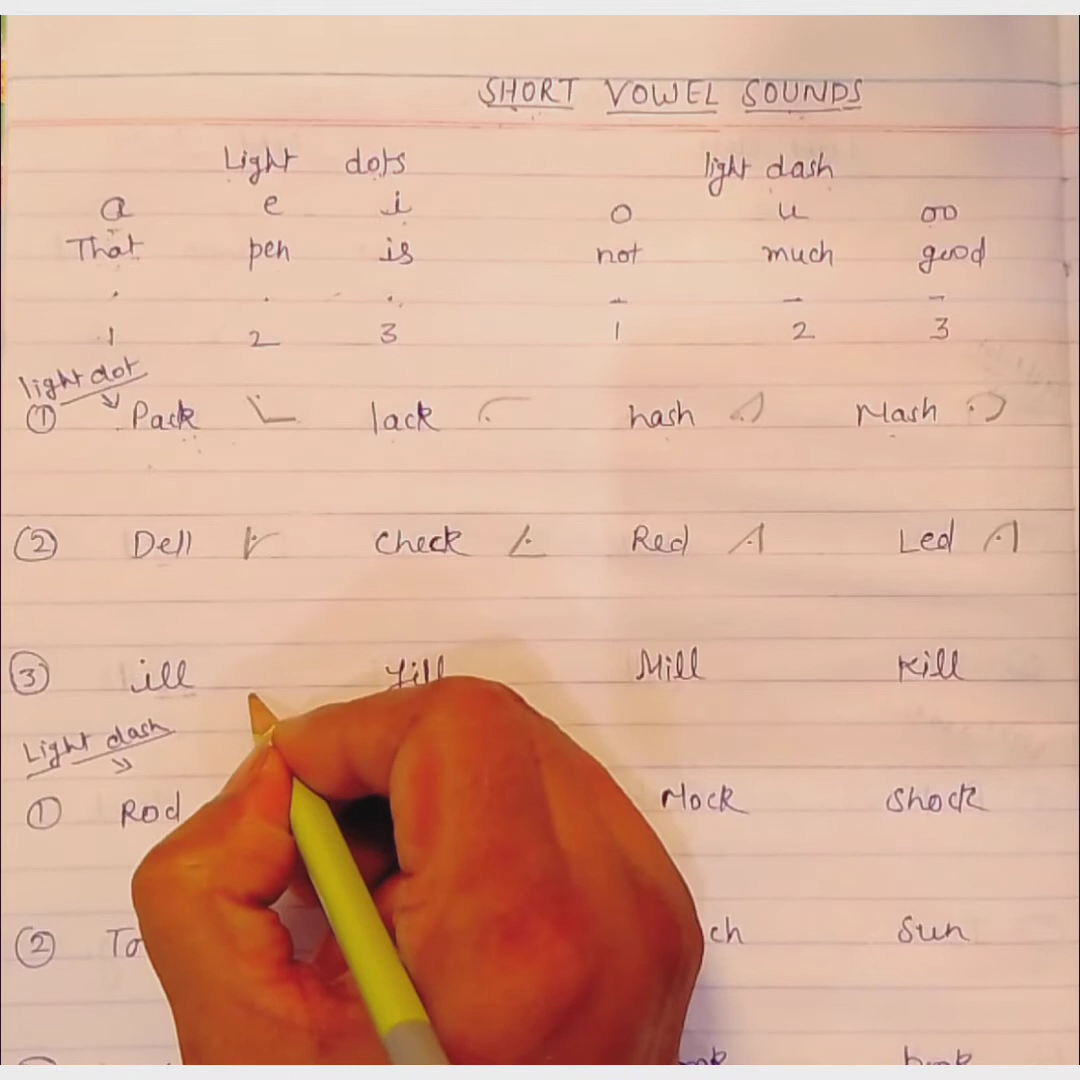 SHORT VOWEL SOUNDS
Light dots light dash
a e i o u oo
That pen is not much good
1 2 3 1 2 3
light dot
① Pack lack hash Mash
② Dell Check Red Led
③ ill Mill Kill
Light dash
① Rod Mock Shock
② Sun